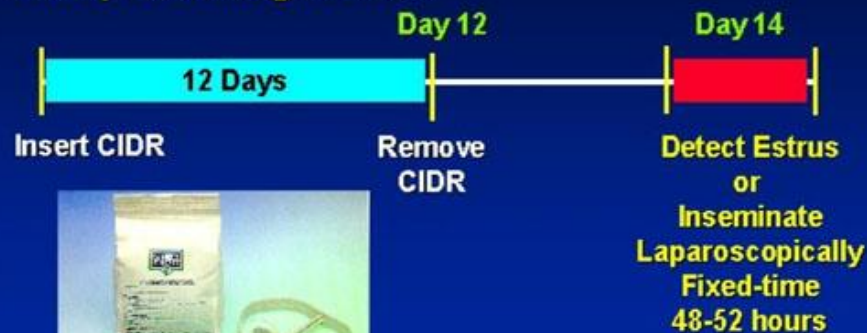 Day 12
Day 14
12 Days
Insert CIDR
Remove
CIDR
Detect Estrus
or
Inseminate
Laparoscopically
Fixed-time
48-52 hours